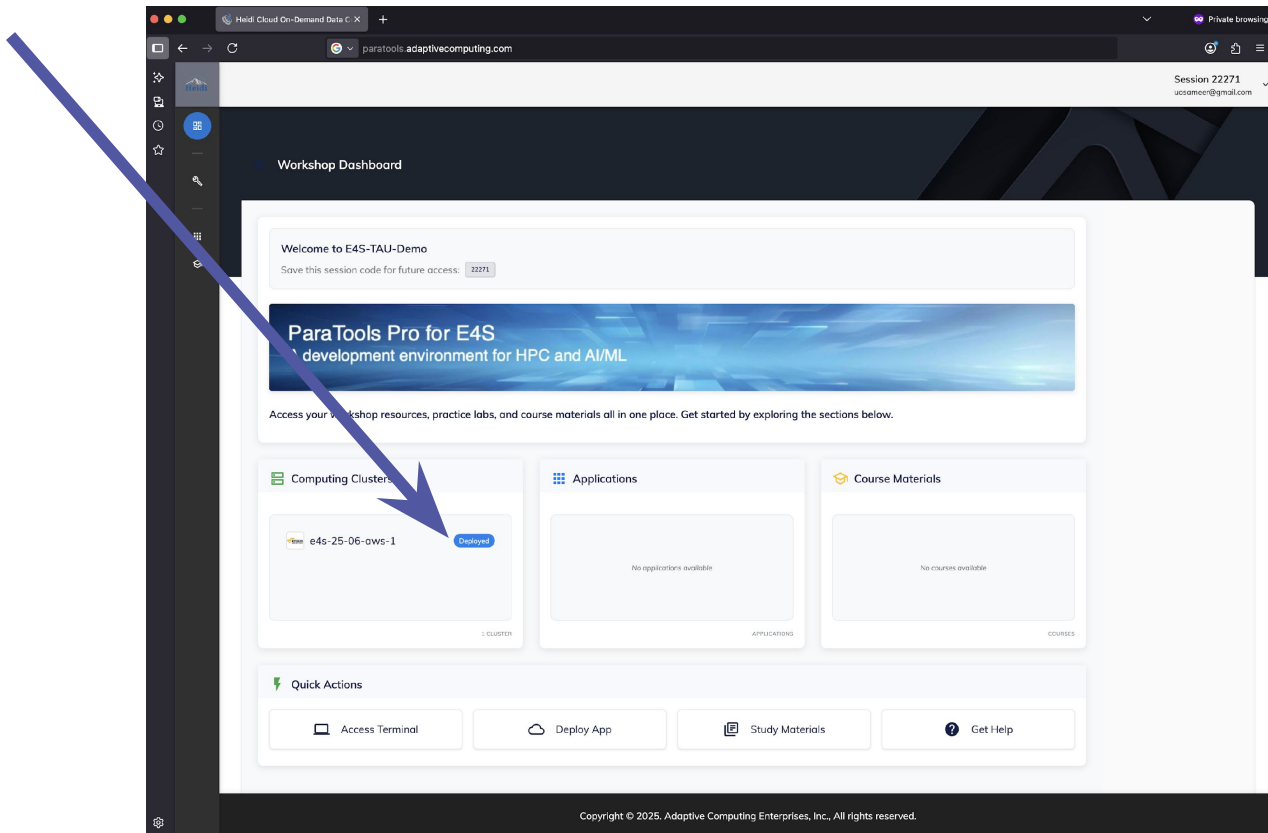 Heidi Cloud On-Demand Data C
Private browsing
paratools.adaptivecomputing.com
Heidi
Session 22271
uosameer@gmail.com
Workshop Dashboard
Welcome to E4S-TAU-Demo
Save this session code for future access: 22271
ParaTools Pro for E4S
development environment for HPC and AI/ML
Access your workshop resources, practice labs, and course materials all in one place. Get started by exploring the sections below.
Computing Clusters
Applications
Course Materials
e4s-25-06-aws-1
Deployed
No applications available
No courses available
CLUSTER
APPLICATIONS
COURSES
Quick Actions
Access Terminal
Deploy App
Study Materials
Get Help
Copyright © 2025. Adaptive Computing Enterprises, Inc., All rights reserved.